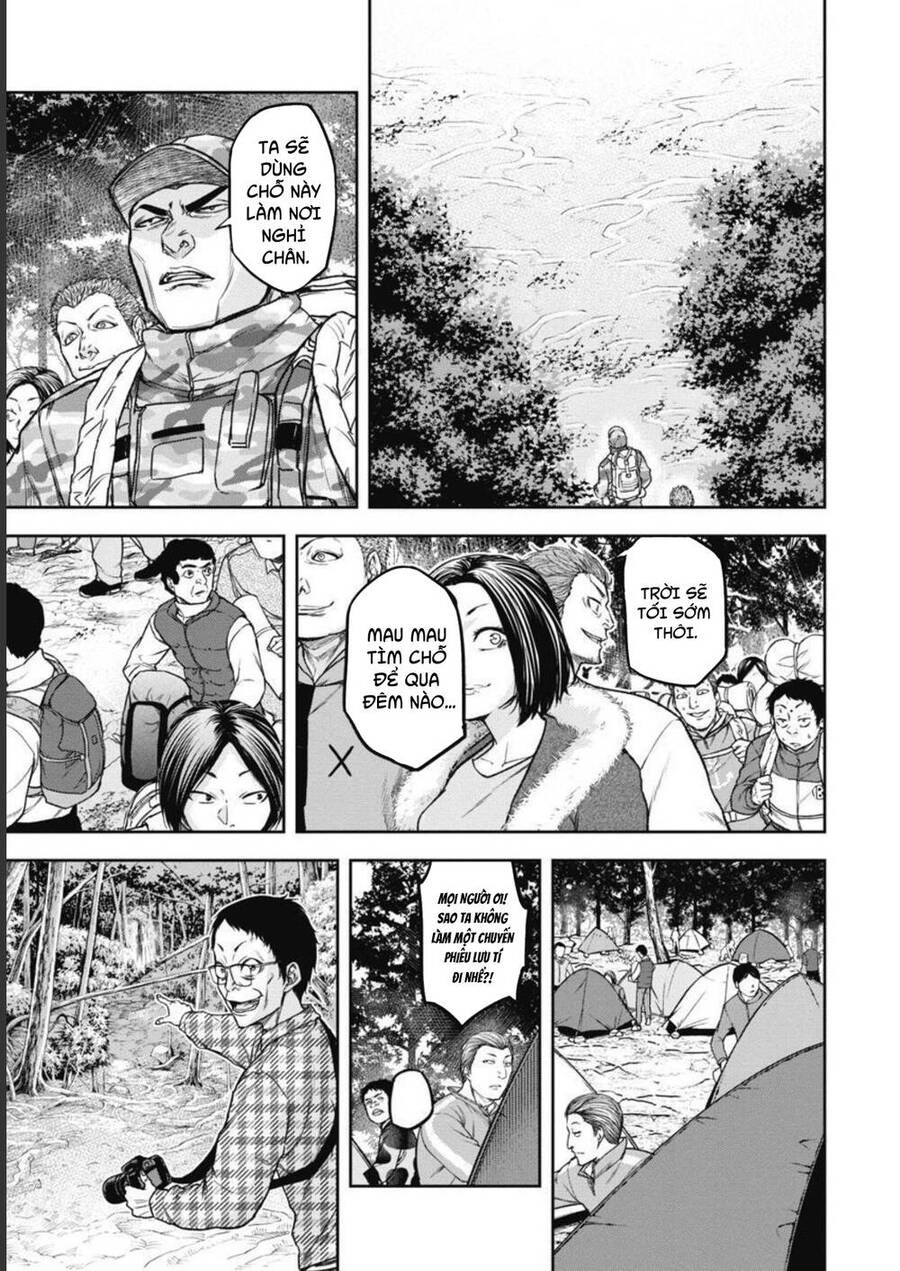 TA SẼ
DÙNG
CHỖ NÀY
LÀM NƠI
NGHỈ
CHÂN.
TRỜI SẼ
TỐI SỚM
THÔI.
MAU MAU
TÌM CHỖ
ĐỂ QUA
ĐÊM NÀO...
MỌI NGƯỜI ƠI!
SAO TA KHÔNG
LÀM MỘT CHUYẾN
PHIÊU LƯU TÍ
ĐI NHỂ?!